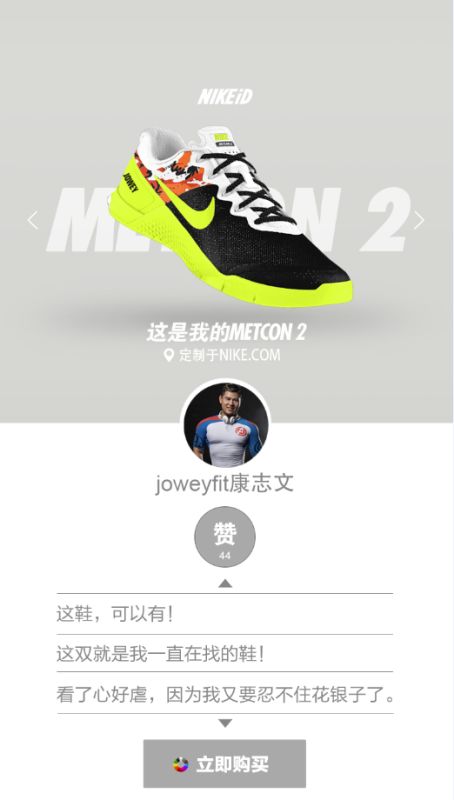 NIKEiD
JOWEY
NIKE
METCON 2
METCON 2
这是我的METCON 2
定制于NIKE.COM
joweyfit康志文
赞
44
这鞋，可以有！
这双就是我一直在找的鞋！
看了心好虐，因为我又要忍不住花银子了。
立即购买